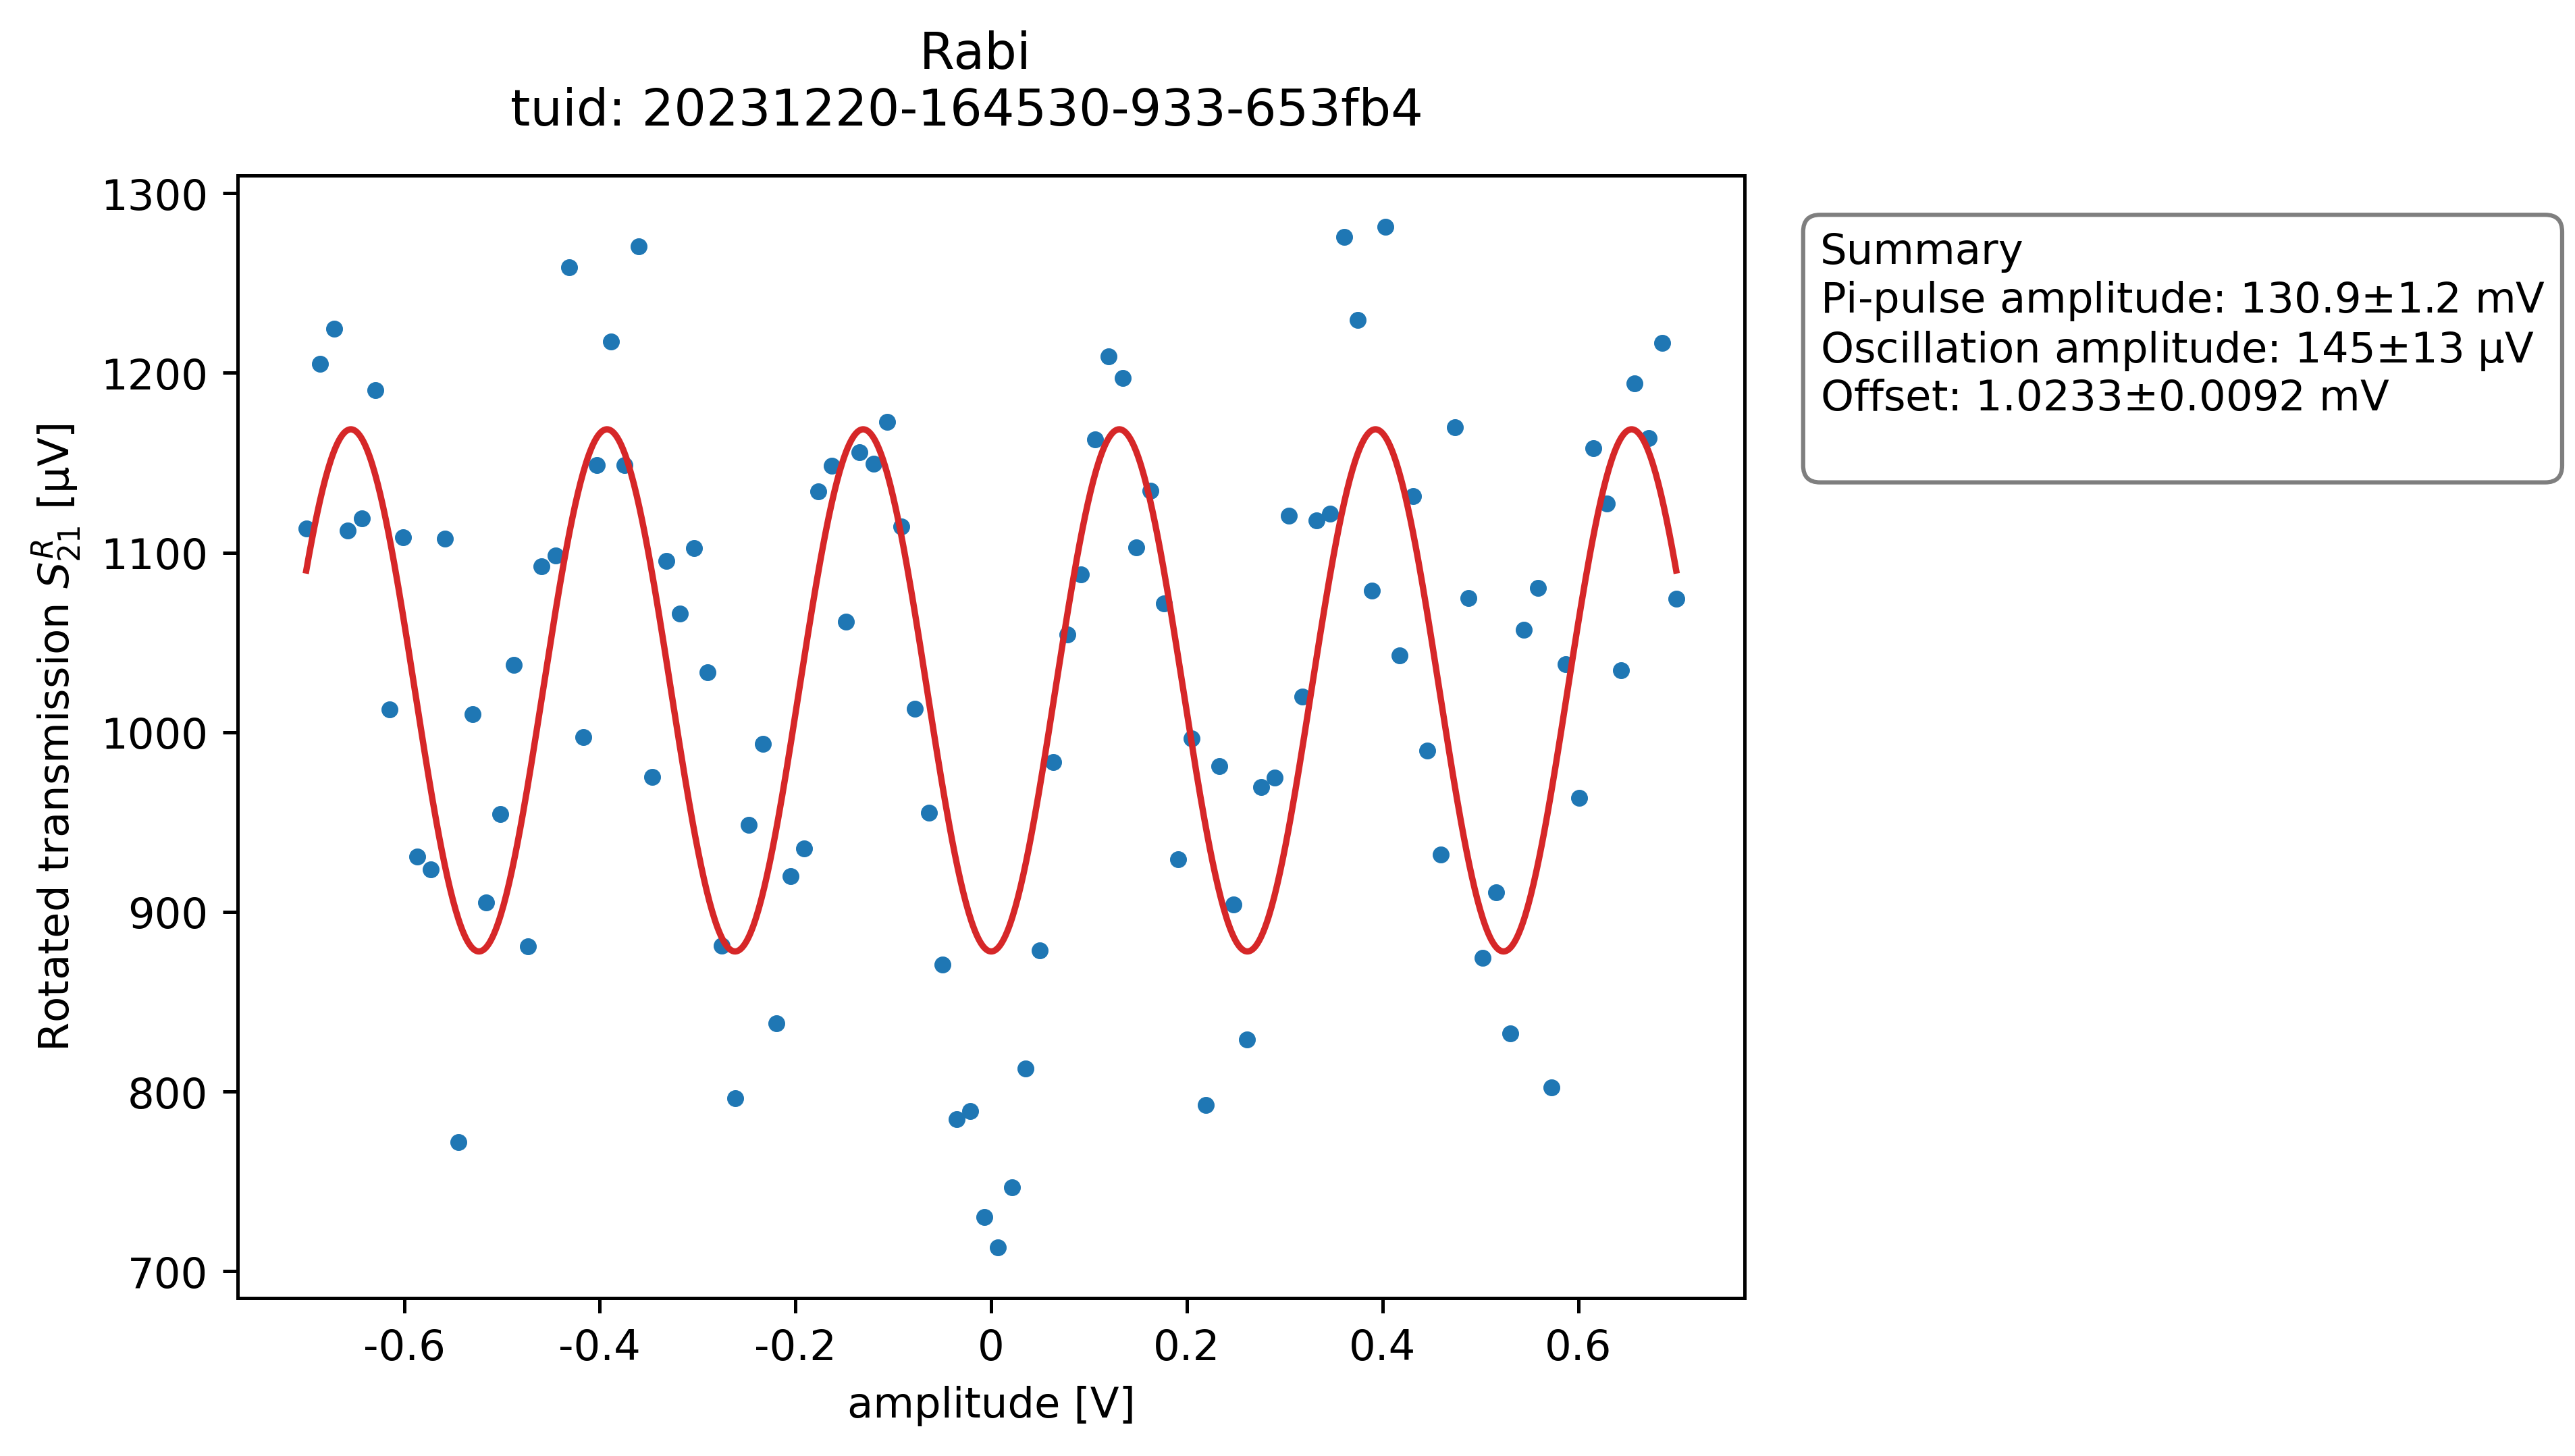 Rabi
tuid: 20231220-164530-933-653fb4
Rotated transmission S_{21}^{R} [µV]
1300
1200
1100
1000
900
800
700
-0.6
-0.4
-0.2
0
0.2
0.4
0.6
amplitude [V]
Summary
Pi-pulse amplitude: 130.9±1.2 mV
Oscillation amplitude: 145±13 µV
Offset: 1.0233±0.0092 mV